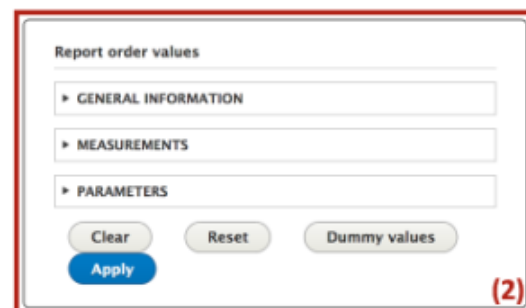 Report order values
GENERAL INFORMATION
MEASUREMENTS
PARAMETERS
Clear Reset Dummy values
Apply
(2)